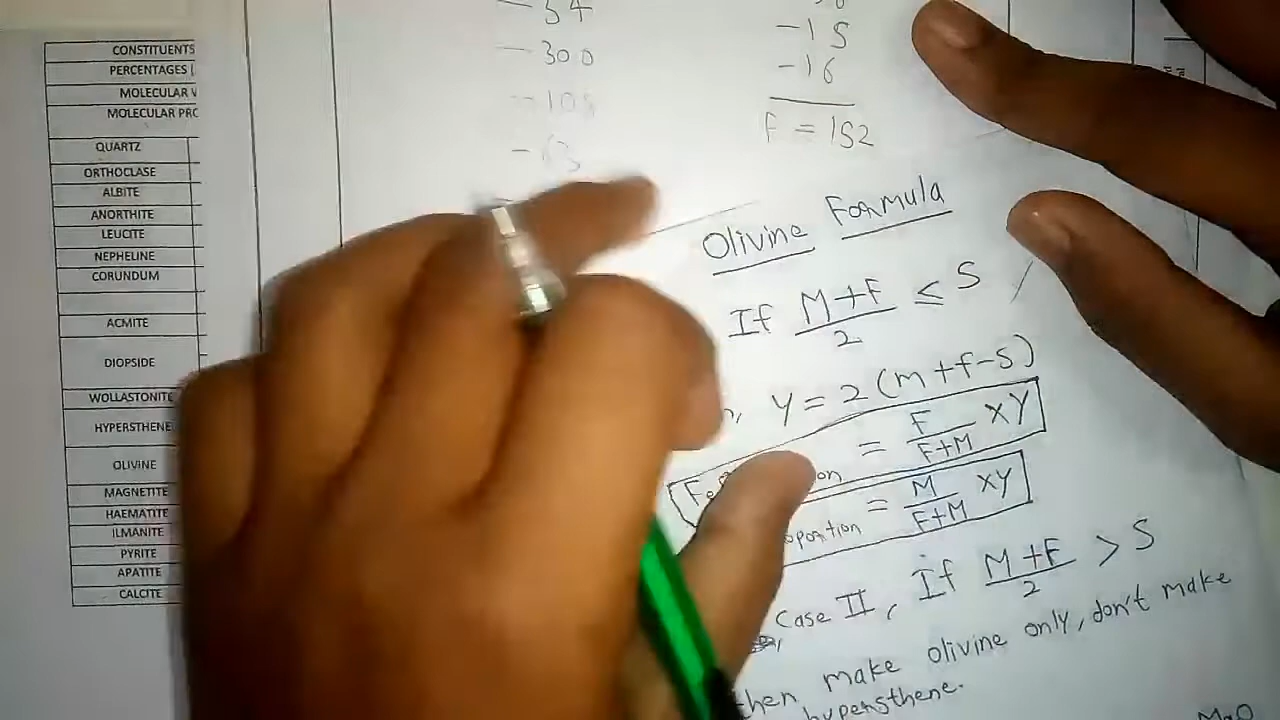 CONSTITUENTS
PERCENTAGES
MOLECULAR
MOLECULAR PRO
QUARTZ
ORTHOCLASE
ALBITE
ANORTHITE
LEUCITE
NEPHELINE
CORUNDUM
ACMITE
DIOPSIDE
WOLLASTONITE
HYPERSTHENE
OLIVINE
MAGNETITE
HAEMATITE
ILMANITE
PYRITE
APATITE
CALCITE
-54
-300
-15
-16
F = 152
Olivine Formula
If M+F/2 ≤ S
Y = 2 (m+f-s)
= F/F+M XY
= M/F+M XY
Case II, If M+F/2 > S
then make olivine only, don't make
hypersthene.
MgO